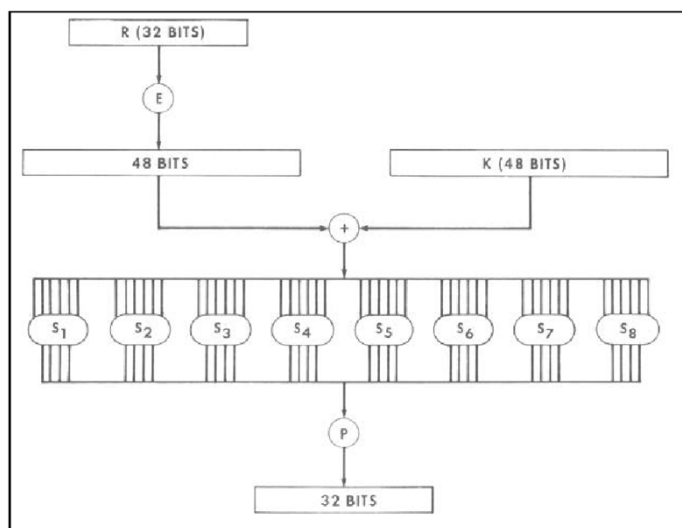 R (32 BITS)
E
48 BITS
K (48 BITS)
+
S1 S2 S3 S4 S5 S6 S7 S8
P
32 BITS